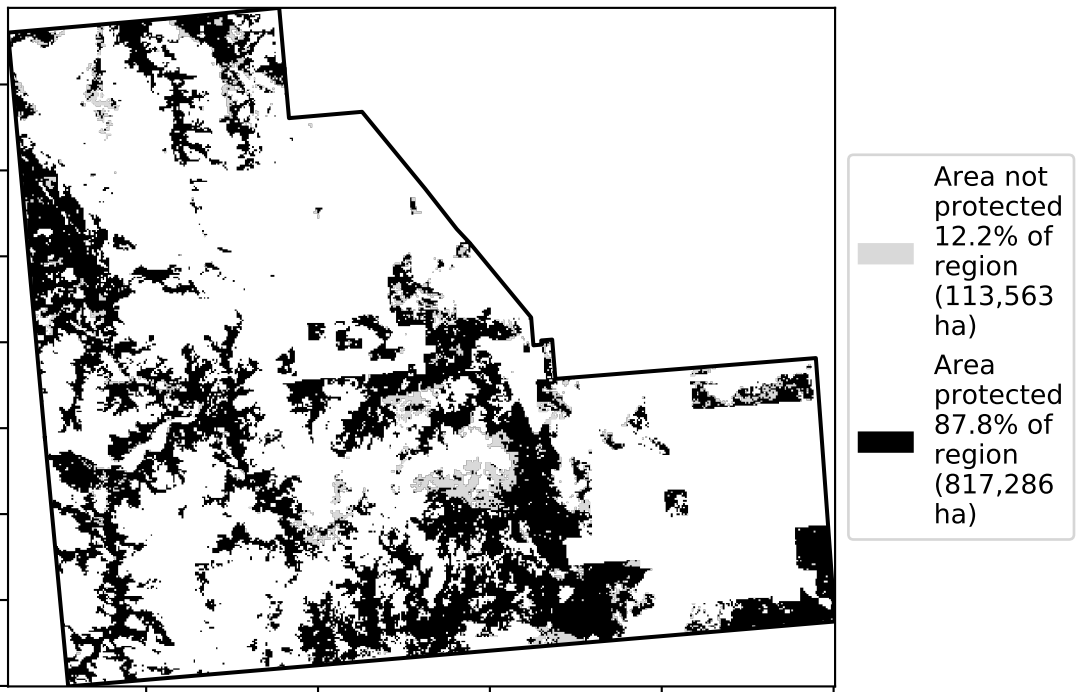 Area not
protected
12.2% of
region
(113,563
ha)
Area
protected
87.8% of
region
(817,286
ha)